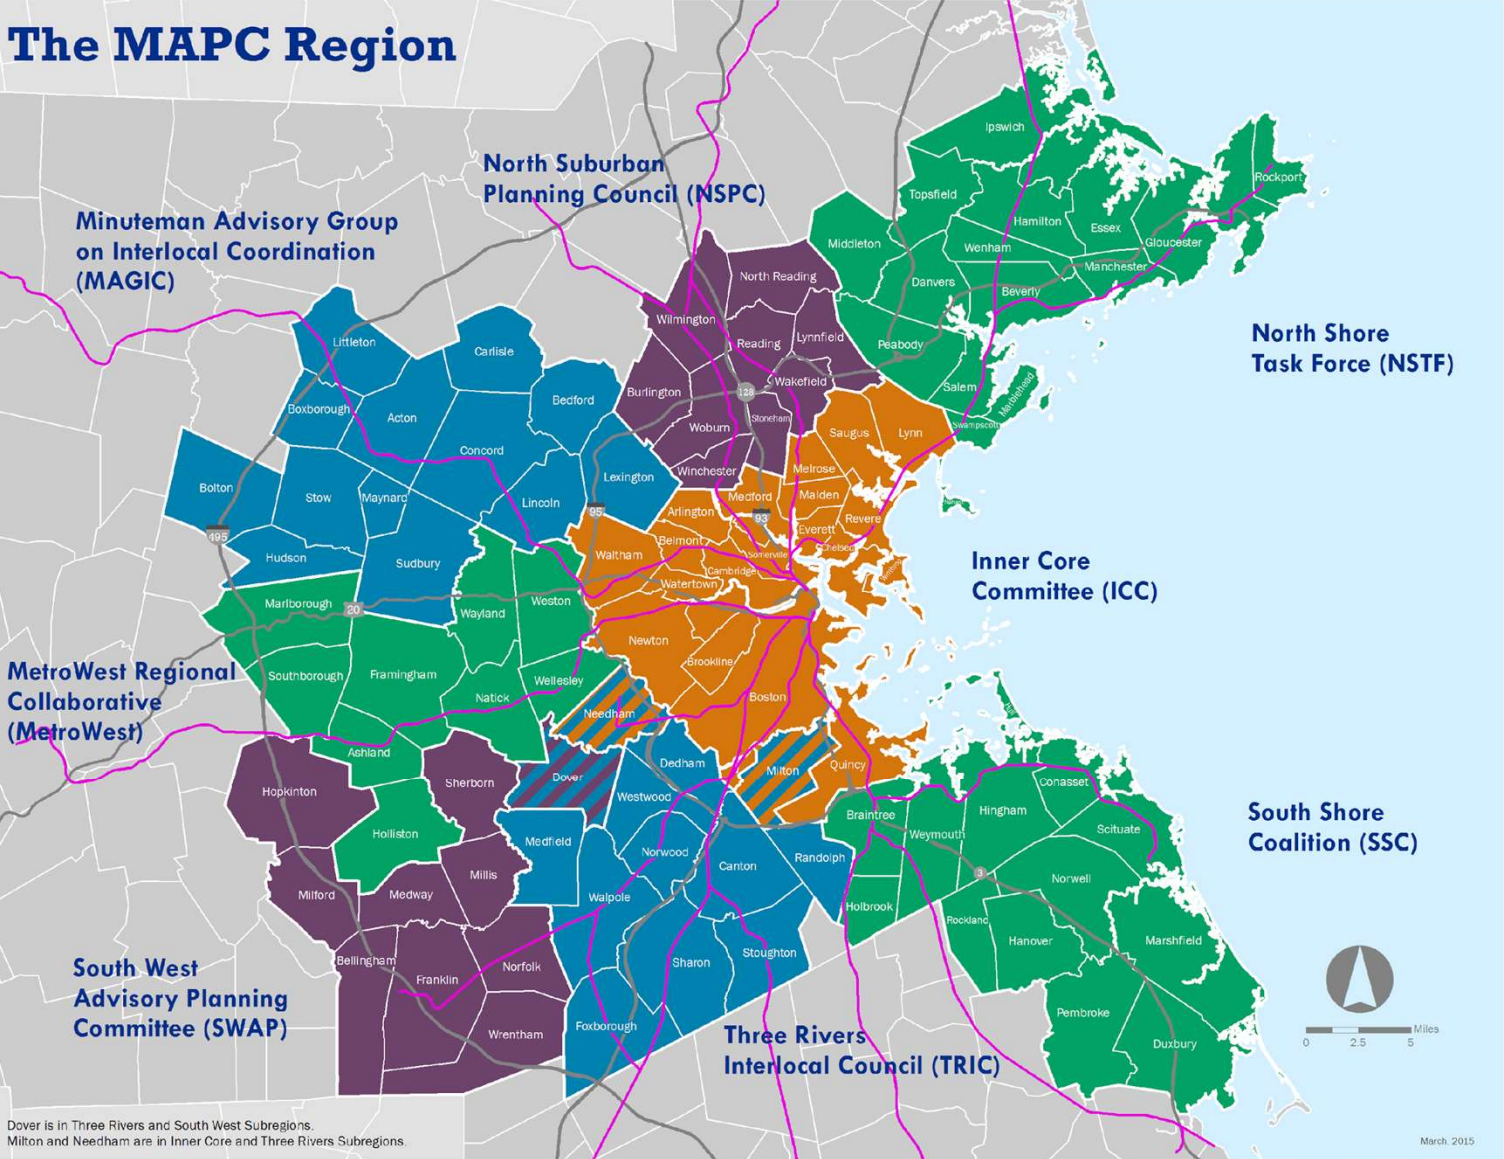 The MAPC Region
North Suburban
Planning Council (NSPC)
Minuteman Advisory Group
on Interlocal Coordination
(MAGIC)
North Shore
Task Force (NSTF)
Inner Core
Committee (ICC)
MetroWest Regional
Collaborative
(MetroWest)
South Shore
Coalition (SSC)
South West
Advisory Planning
Committee (SWAP)
Three Rivers
Interlocal Council (TRIC)
Ipswich
Rockport
Topsfield
Hamilton
Essex
Gloucester
Middleton
Wenham
Manchester
Danvers
Beverly
Peabody
Salem
Marblehead
Swampscott
North Reading
Wilmington
Reading
Lynnfield
Wakefield
Burlington
128
Stoneham
Woburn
Winchester
Littleton
Carlisle
Boxborough
Acton
Bedford
Concord
Lexington
Bolton
Stow
Maynard
Lincoln
95
495
Hudson
Sudbury
Saugus
Lynn
Melrose
Medford
Malden
Arlington
93
Everett
Revere
Chelsea
Winthrop
Belmont
Somerville
Waltham
Cambridge
Watertown
Newton
Brookline
Boston
Needham
Milton
Quincy
Marlborough
20
Wayland
Weston
Southborough
Framingham
Natick
Wellesley
Ashland
Holliston
Hopkinton
Sherborn
Dover
Milford
Medway
Millis
Bellingham
Franklin
Norfolk
Wrentham
Dedham
Westwood
Medfield
Norwood
Canton
Randolph
Walpole
Sharon
Stoughton
Foxborough
Hull
Braintree
Weymouth
Hingham
Conasset
Scituate
3
Norwell
Holbrook
Rockland
Hanover
Marshfield
Pembroke
Duxbury
Miles
0 2.5 5
Dover is in Three Rivers and South West Subregions.
Milton and Needham are in Inner Core and Three Rivers Subregions.
March, 2015